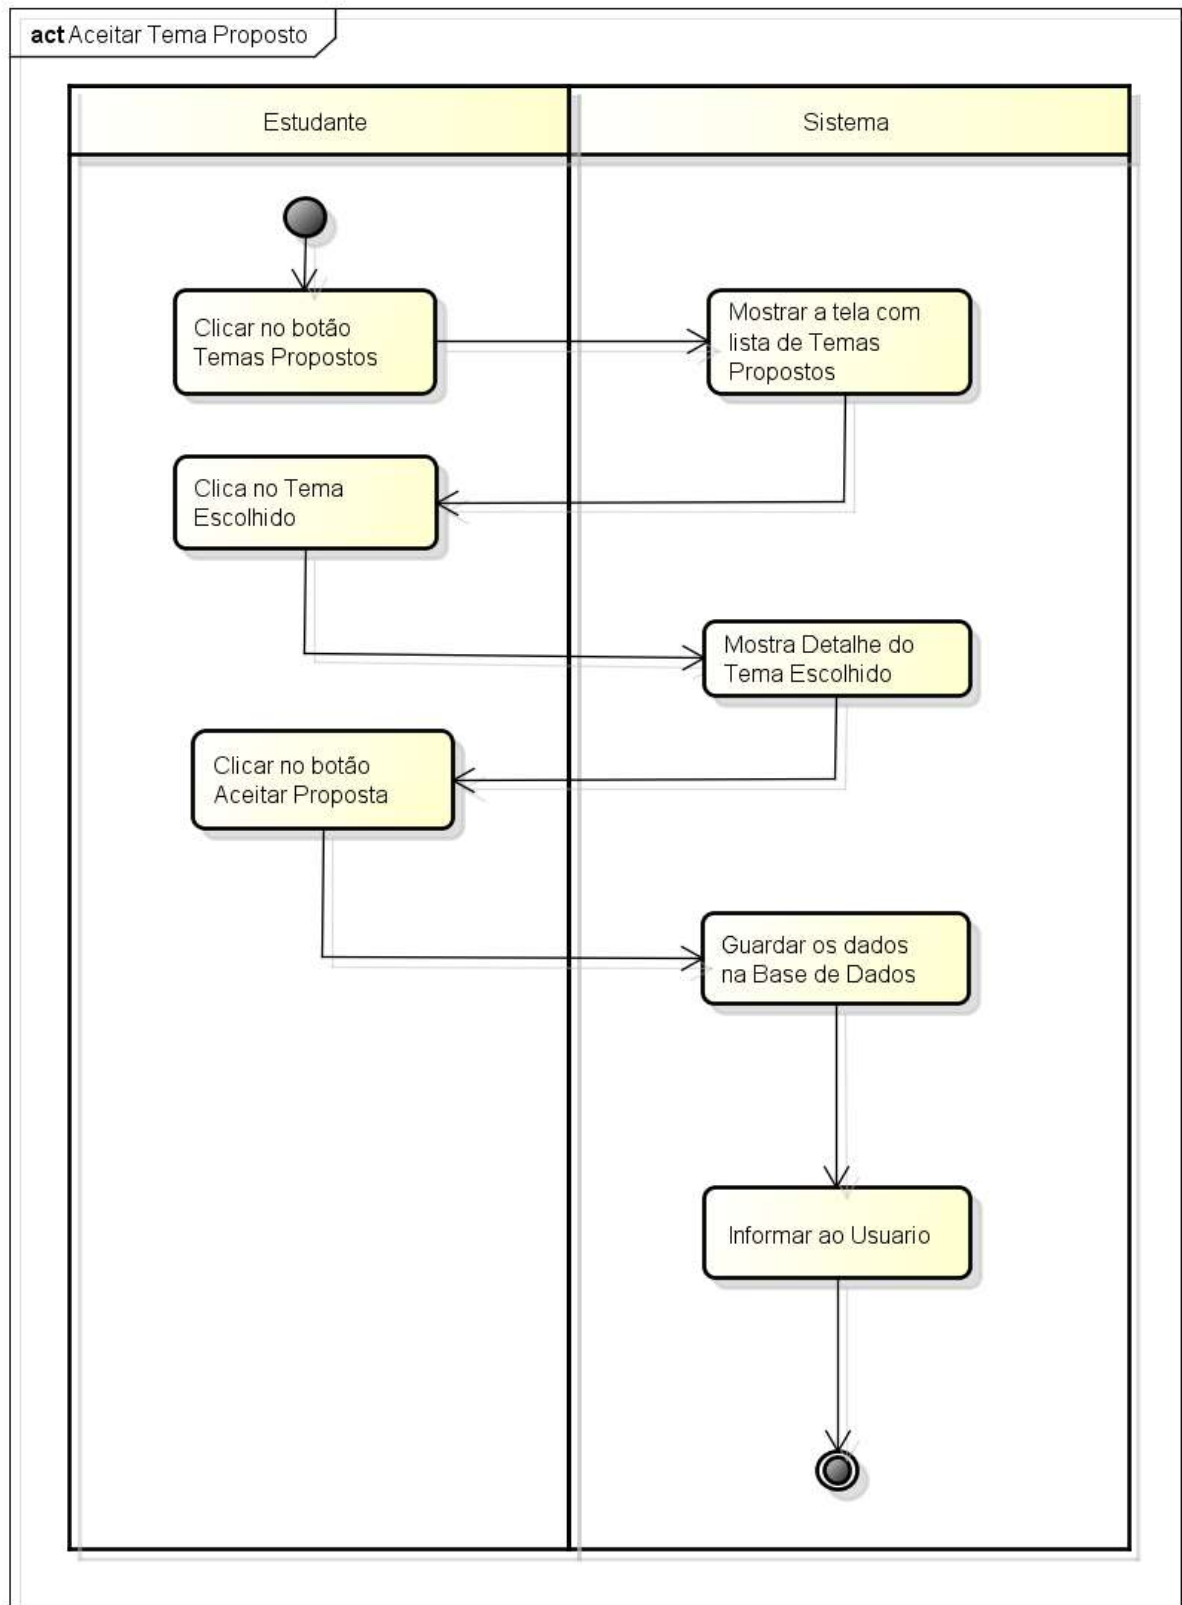 act Aceitar Tema Proposto
Estudante
Sistema
Clicar no botão
Temas Propostos
Mostrar a tela com
lista de Temas
Propostos
Clica no Tema
Escolhido
Mostra Detalhe do
Tema Escolhido
Clicar no botão
Aceitar Proposta
Guardar os dados
na Base de Dados
Informar ao Usuario